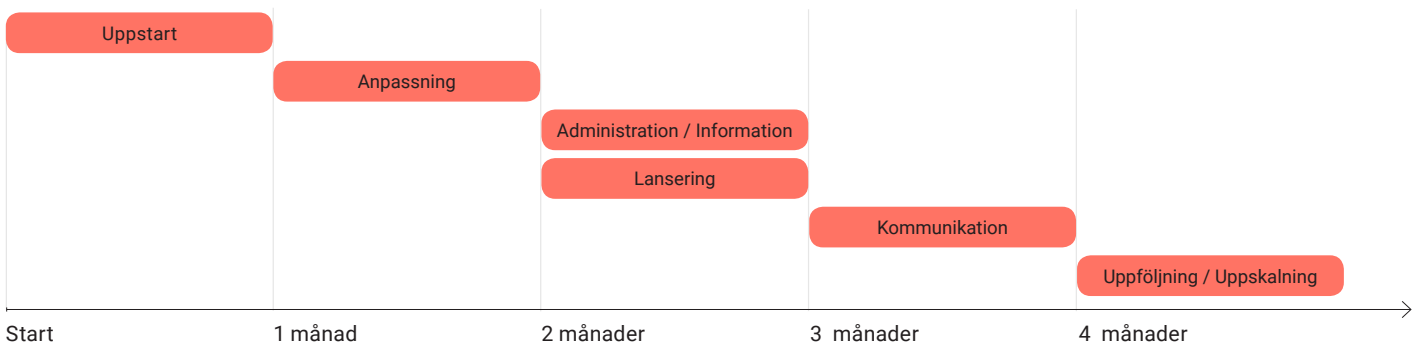 Uppstart
Anpassning
Administration / Information
Lansering
Kommunikation
Uppföljning / Uppskalning
Start
1 månad
2 månader
3 månader
4 månader